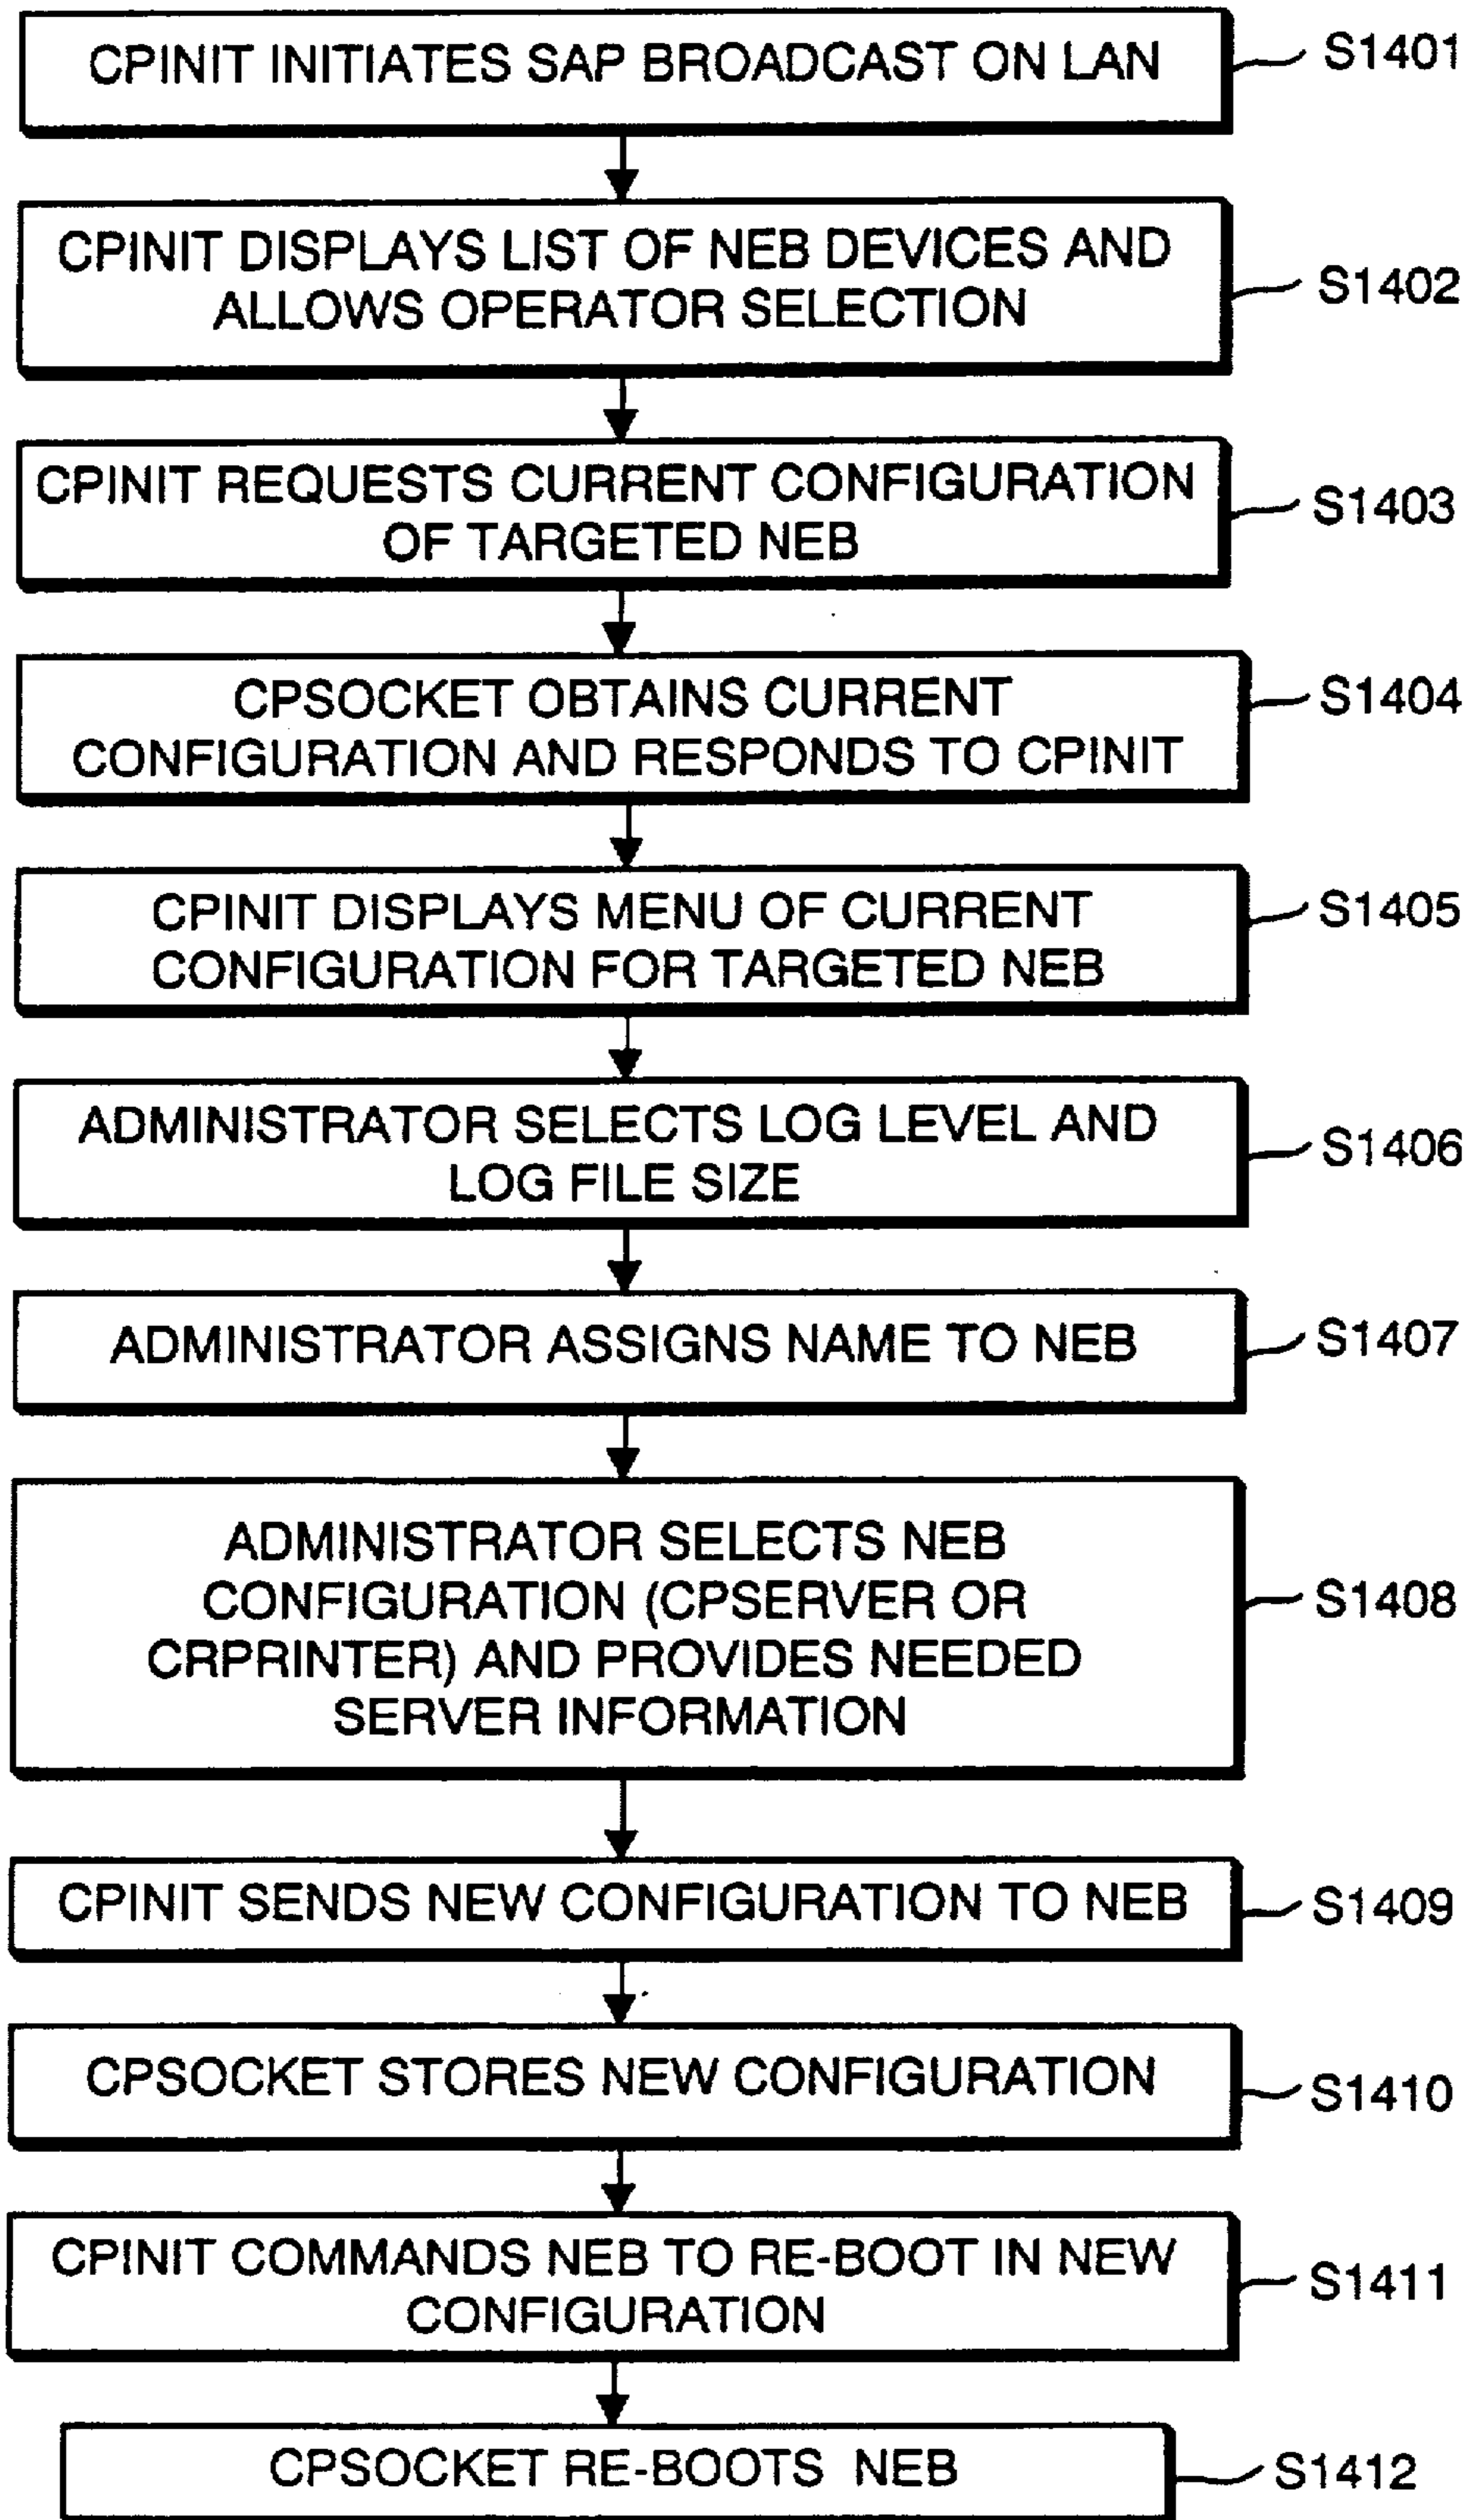 CPINIT INITIATES SAP BROADCAST ON LAN
S1401
CPINIT DISPLAYS LIST OF NEB DEVICES AND
ALLOWS OPERATOR SELECTION
S1402
CPINIT REQUESTS CURRENT CONFIGURATION
OF TARGETED NEB
S1403
CPSOCKET OBTAINS CURRENT
CONFIGURATION AND RESPONDS TO CPINIT
S1404
CPINIT DISPLAYS MENU OF CURRENT
CONFIGURATION FOR TARGETED NEB
S1405
ADMINISTRATOR SELECTS LOG LEVEL AND
LOG FILE SIZE
S1406
ADMINISTRATOR ASSIGNS NAME TO NEB
S1407
ADMINISTRATOR SELECTS NEB
CONFIGURATION (CPSERVER OR
CRPRINTER) AND PROVIDES NEEDED
SERVER INFORMATION
S1408
CPINIT SENDS NEW CONFIGURATION TO NEB
S1409
CPSOCKET STORES NEW CONFIGURATION
S1410
CPINIT COMMANDS NEB TO RE-BOOT IN NEW
CONFIGURATION
S1411
CPSOCKET RE-BOOTS NEB
S1412